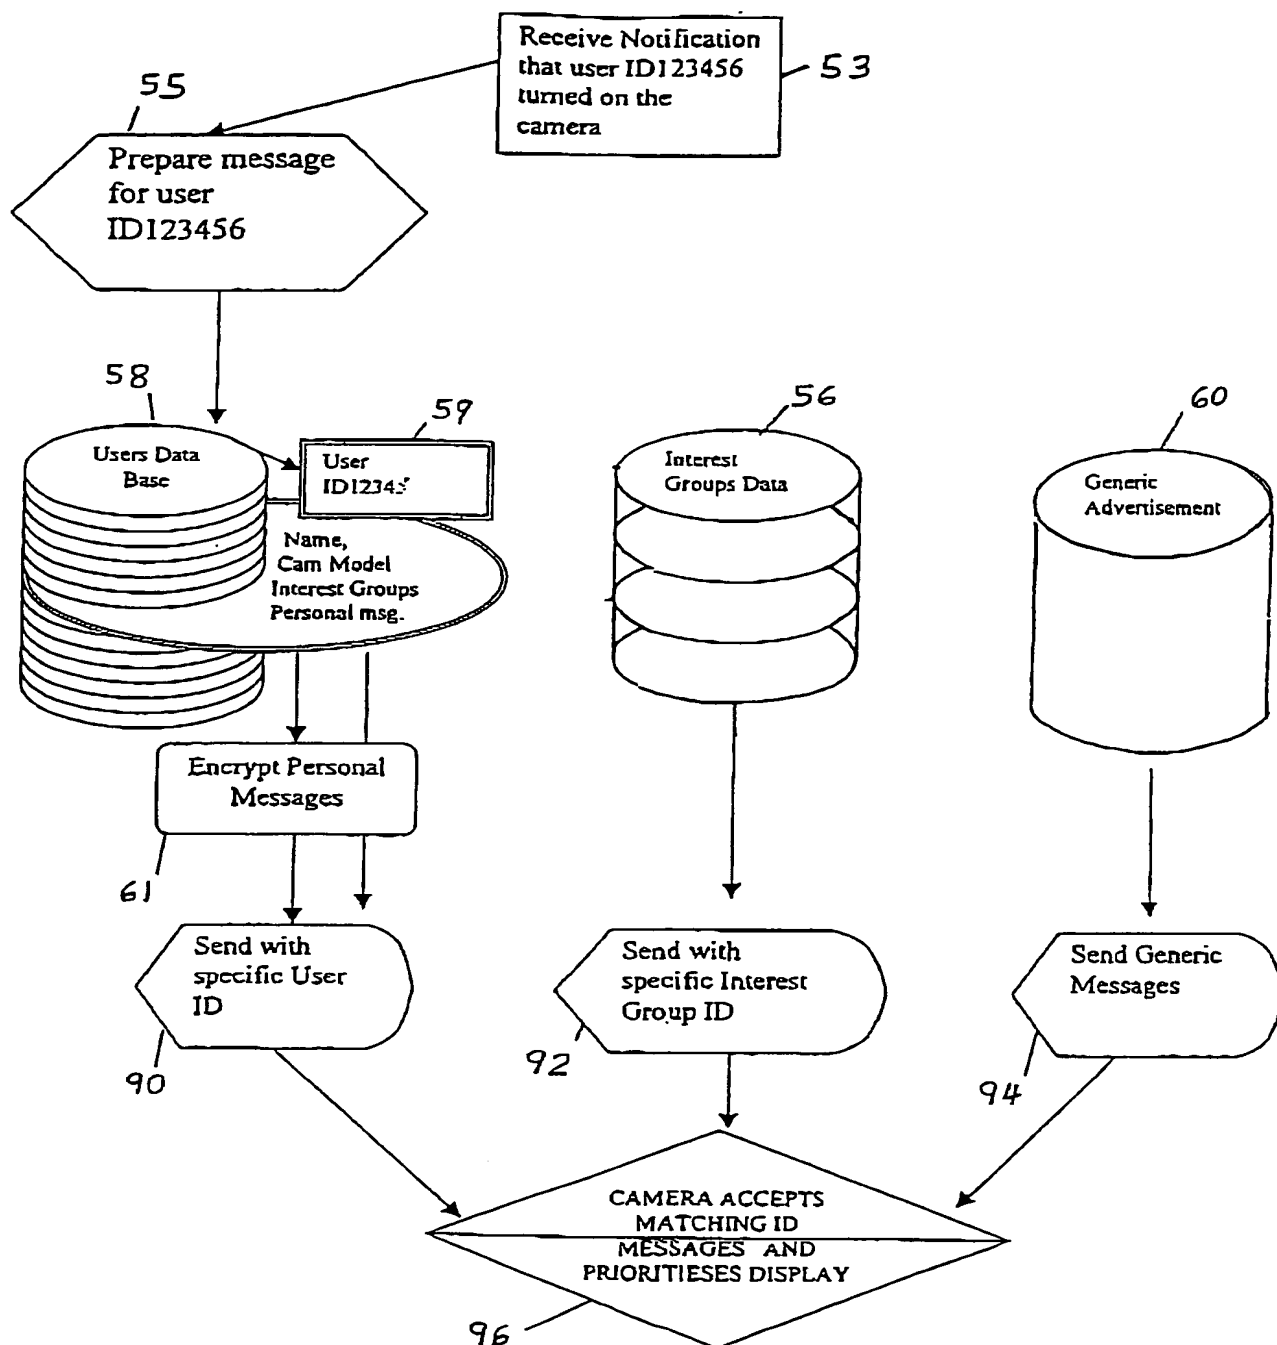 Receive Notification
that user ID123456
turned on the
camera
53
55
Prepare message
for user
ID123456
58
59
56
60
Users Data
Base
User
Name,
Cam Model
Interest Groups
Personal msg.
Interest
Groups Data
Generic
Advertisement
Encrypt Personal
Messages
61
Send with
specific User
ID
90
Send with
specific Interest
Group ID
92
Send Generic
Messages
94
CAMERA ACCEPTS
MATCHING ID
MESSAGES AND
PRIORITIESES DISPLAY
96